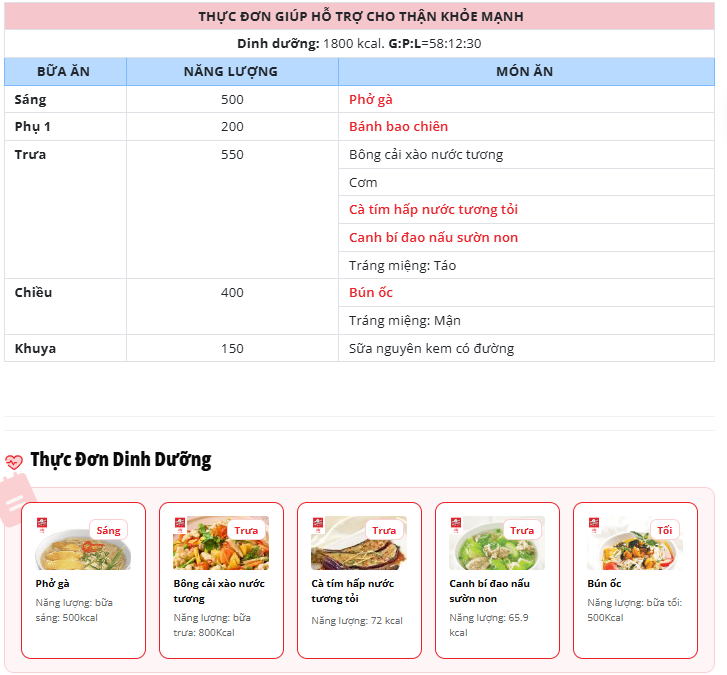 THỰC ĐƠN GIÚP HỖ TRỢ CHO THẬN KHỎE MẠNH
Dinh dưỡng: 1800 kcal. G:P:L=58:12:30
BỮA ĂN NĂNG LƯỢNG MÓN ĂN
Sáng 500 Phở gà
Phụ 1 200 Bánh bao chiên
Trưa 550 Bông cải xào nước tương
Cơm
Cà tím hấp nước tương tỏi
Canh bí đao nấu sườn non
Tráng miệng: Táo
Chiều 400 Bún ốc
Tráng miệng: Mận
Khuya 150 Sữa nguyên kem có đường
Thực Đơn Dinh Dưỡng
Sáng
Phở gà
Năng lượng: bữa
sáng: 500kcal
Trưa
Bông cải xào nước
tương
Năng lượng: bữa
trưa: 800Kcal
Trưa
Cà tím hấp nước
tương tỏi
Năng lượng: 72 kcal
Trưa
Canh bí đao nấu
sườn non
Năng lượng: 65.9
kcal
Tối
Bún ốc
Năng lượng: bữa tối:
500Kcal